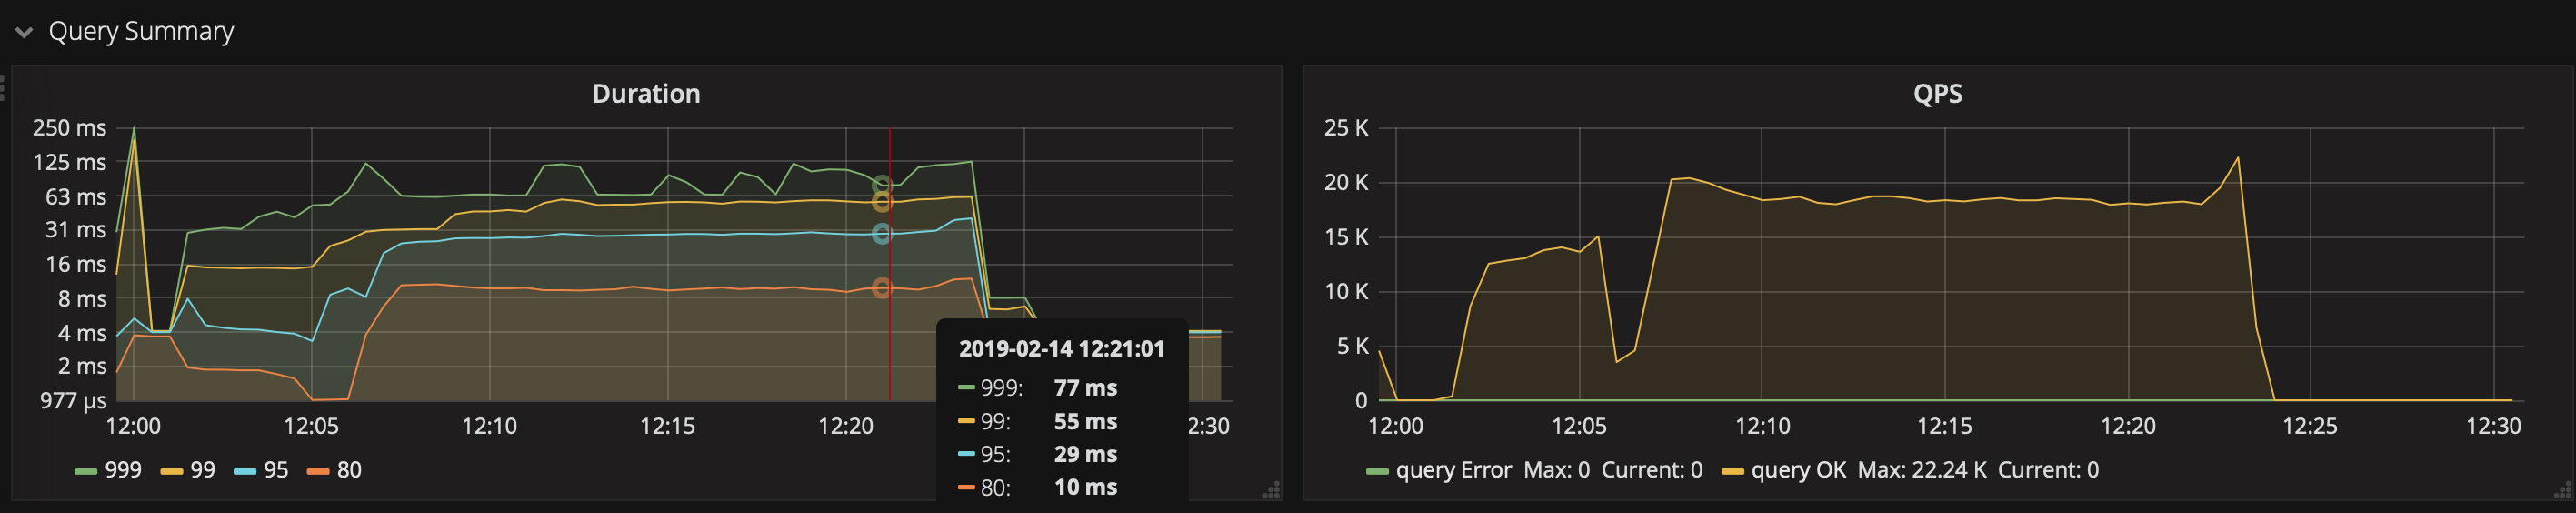 Query Summary
Duration
250 ms
125 ms
63 ms
31 ms
16 ms
8 ms
4 ms
2 ms
977 µs
12:00 12:05 12:10 12:15 12:20 2:30
999 99 95 80
2019-02-14 12:21:01
999: 77 ms
99: 55 ms
95: 29 ms
80: 10 ms
QPS
25 K
20 K
15 K
10 K
5 K
0
12:00 12:05 12:10 12:15 12:20 12:25 12:30
query Error Max: 0 Current: 0 query OK Max: 22.24 K Current: 0